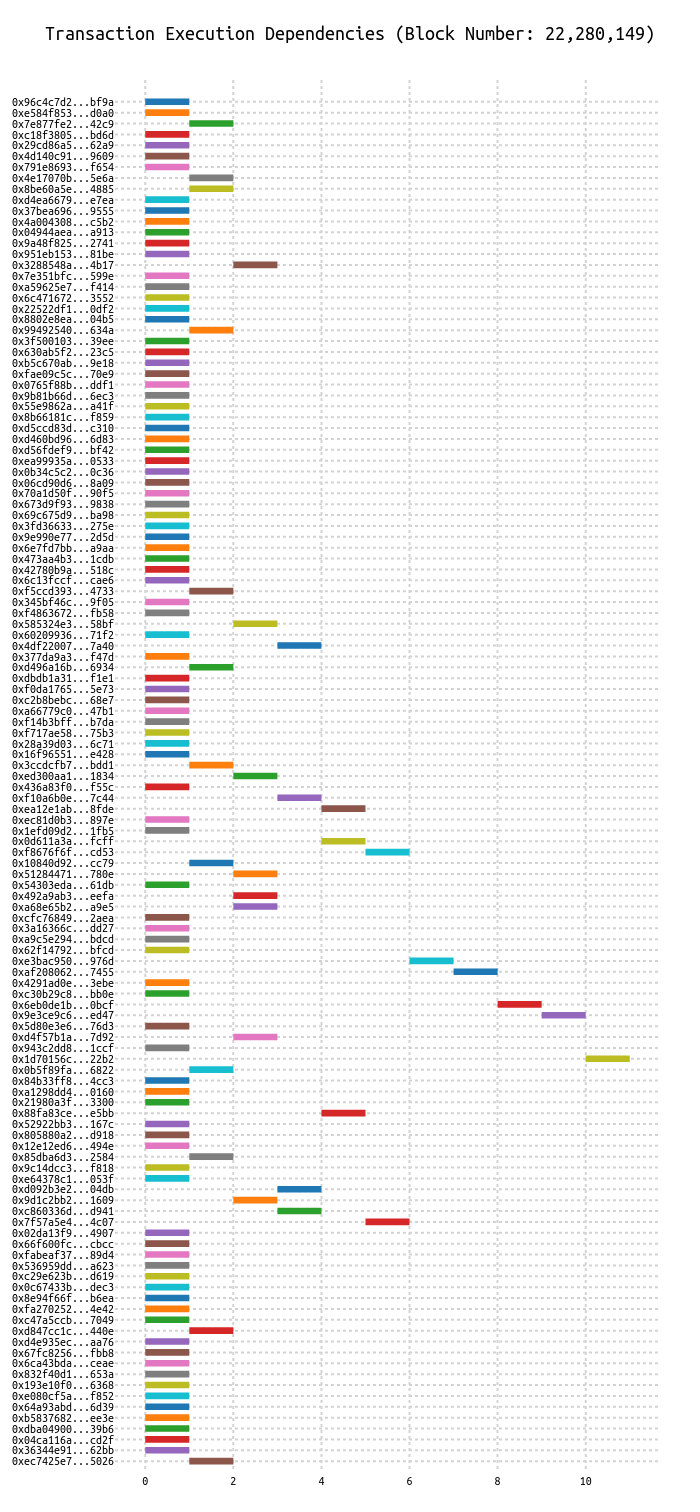 Transaction Execution Dependencies (Block Number: 22,280,149)
0x96c4c7d2...bf9a
0xe584f853...d0a0
0x7e877fe2...42c9
0xc18f3805...bd6d
0x29cd86a5...62a9
0x4d140c91...9609
0x791e8693...f654
0x4e17070b...5e6a
0x8be60a5e...4885
0xd4ea6679...e7ea
0x37bea696...9555
0x4a004308...c5b2
0x04944aea...a913
0x9a48f825...2741
0x951eb153...81be
0x3288548a...4b17
0x7e351bfc...599e
0xa59625e7...f414
0x6c471672...3552
0x22522df1...0df2
0x8802e8ea...04b5
0x99492540...634a
0x3f500103...39ee
0x630ab5f2...23c5
0xb5c670ab...9e18
0xfae09c5c...70e9
0x0765f88b...ddf1
0x9b81b66d...6ec3
0x55e9862a...a41f
0x8b66181c...f859
0xd5ccd83d...c310
0xd460bd96...6d83
0xd56fdef9...bf42
0xea99935a...0533
0x0b34c5c2...0c36
0x06cd90d6...8a09
0x70a1d50f...90f5
0x673d9f93...9838
0x69c675d9...ba98
0x3fd36633...275e
0x9e990e77...2d5d
0x6e7fd7bb...a9aa
0x473aa4b3...1cdb
0x42780b9a...518c
0x6c13fccf...cae6
0xf5ccd393...4733
0x345bf46c...9f05
0xf4863672...fb58
0x585324e3...58bf
0x60209936...71f2
0x4df22007...7a40
0x377da9a3...f47d
0xd496a16b...6934
0xdbdb1a31...f1e1
0xf0da1765...5e73
0xc2b8bebc...68e7
0xa66779c0...47b1
0xf14b3bff...b7da
0xf717ae58...75b3
0x28a39d03...6c71
0x16f96551...e428
0x3ccdcfb7...bdd1
0xed300aa1...1834
0x436a83f0...f55c
0xf10a6b0e...7c44
0xea12e1ab...8fde
0xec81d0b3...897e
0x1efd09d2...1fb5
0x0d611a3a...fcff
0xf8676f6f...cd53
0x10840d92...cc79
0x51284471...780e
0x54303eda...61db
0x492a9ab3...eefa
0xa68e65b2...a9e5
0xcfc76849...2aea
0x3a16366c...dd27
0xa9c5e294...bdcd
0x62f14792...bfcd
0xe3bac950...976d
0xaf208062...7455
0x4291ad0e...3ebe
0xc30b29c8...bb0e
0x6eb0de1b...0bcf
0x9e3ce9c6...ed47
0x5d80e3e6...76d3
0xd4f57b1a...7d92
0x943c2dd8...1ccf
0x1d70156c...22b2
0x0b5f89fa...6822
0x84b33ff8...4cc3
0xa1298dd4...0160
0x21980a3f...3300
0x88fa83ce...e5bb
0x52922bb3...167c
0x805880a2...d918
0x12e12ed6...494e
0x85dba6d3...2584
0x9c14dcc3...f818
0xe64378c1...053f
0xd092b3e2...04db
0x9d1c2bb2...1609
0xc860336d...d941
0x7f57a5e4...4c07
0x02da13f9...4907
0x66f600fc...cbcc
0xfabeaf37...89d4
0x536959dd...a623
0xc29e623b...d619
0x0c67433b...dec3
0x8e94f66f...b6ea
0xfa270252...4e42
0xc47a5ccb...7049
0xd847cc1c...440e
0xd4e935ec...aa76
0x67fc8256...fbb8
0x6ca43bda...ceae
0x832f40d1...653a
0x193e10f0...6368
0xe080cf5a...f852
0x64a93abd...6d39
0xb5837682...ee3e
0xdba04900...39b6
0x04ca116a...cd2f
0x36344e91...62bb
0xec7425e7...5026
0 2 4 6 8 10